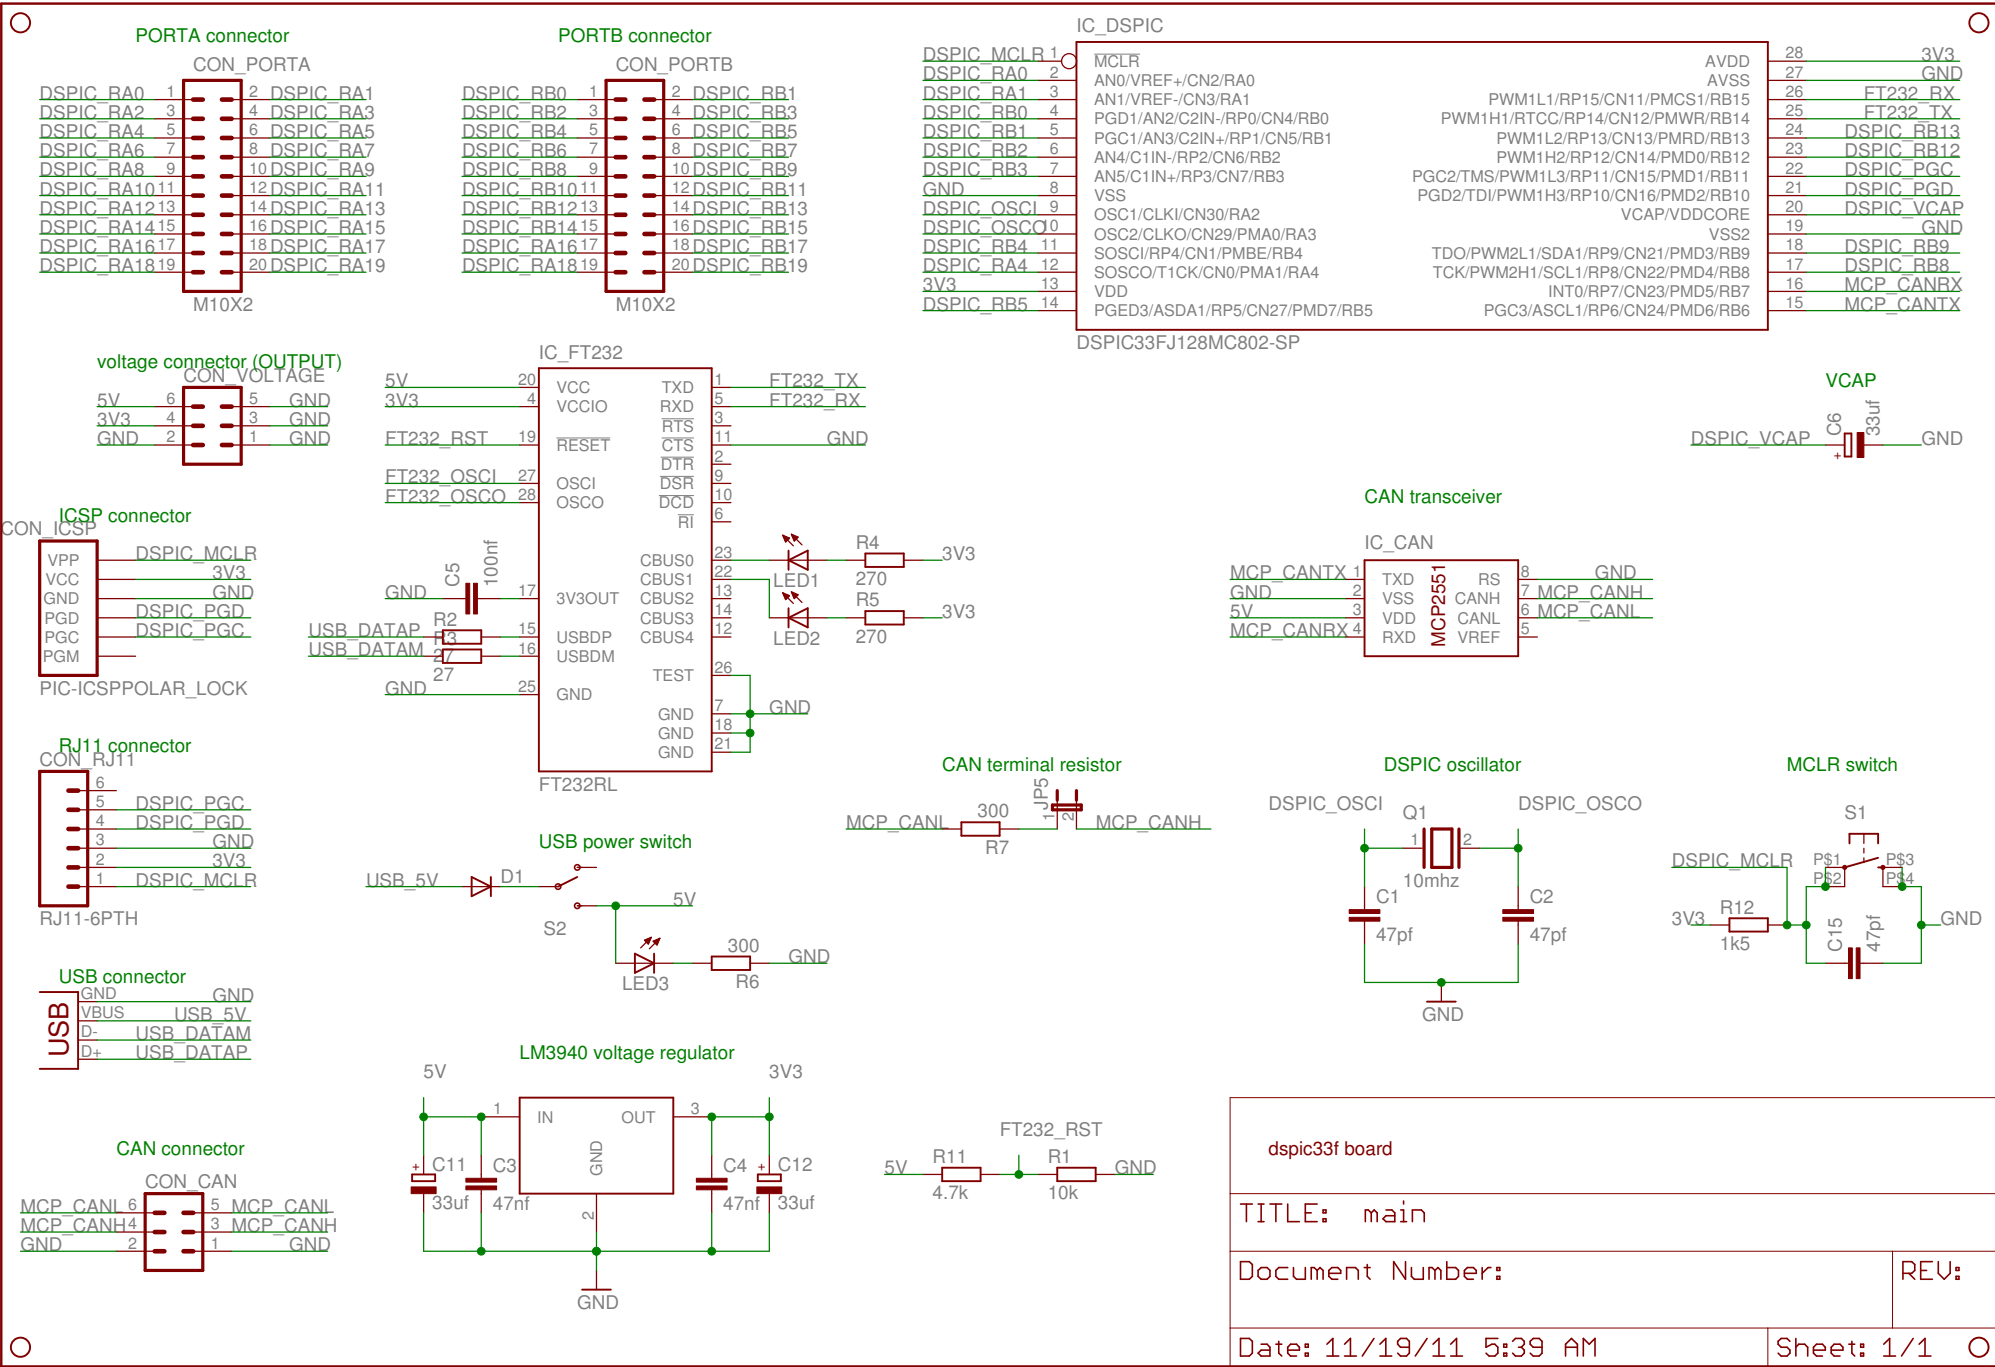 PORTA connector
CON_PORTA
DSPIC_RA0 1 2 DSPIC_RA1
DSPIC_RA2 3 4 DSPIC_RA3
DSPIC_RA4 5 6 DSPIC_RA5
DSPIC_RA6 7 8 DSPIC_RA7
DSPIC_RA8 9 10 DSPIC_RA9
DSPIC_RA10 11 12 DSPIC_RA11
DSPIC_RA12 13 14 DSPIC_RA13
DSPIC_RA14 15 16 DSPIC_RA15
DSPIC_RA16 17 18 DSPIC_RA17
DSPIC_RA18 19 20 DSPIC_RA19
M10X2
PORTB connector
CON_PORTB
DSPIC_RB0 1 2 DSPIC_RB1
DSPIC_RB2 3 4 DSPIC_RB3
DSPIC_RB4 5 6 DSPIC_RB5
DSPIC_RB6 7 8 DSPIC_RB7
DSPIC_RB8 9 10 DSPIC_RB9
DSPIC_RB10 11 12 DSPIC_RB11
DSPIC_RB12 13 14 DSPIC_RB13
DSPIC_RB14 15 16 DSPIC_RB15
DSPIC_RA16 17 18 DSPIC_RB17
DSPIC_RA18 19 20 DSPIC_RB19
M10X2
IC_DSPIC
DSPIC_MCLR 1 MCLR AVDD 28 3V3
DSPIC_RA0 2 AN0/VREF+/CN2/RA0 AVSS 27 GND
DSPIC_RA1 3 AN1/VREF-/CN3/RA1 PWM1L1/RP15/CN11/PMCS1/RB15 26 FT232_RX
DSPIC_RB0 4 PGD1/AN2/C2IN-/RP0/CN4/RB0 PWM1H1/RTCC/RP14/CN12/PMWR/RB14 25 FT232_TX
DSPIC_RB1 5 PGC1/AN3/C2IN+/RP1/CN5/RB1 PWM1L2/RP13/CN13/PMRD/RB13 24 DSPIC_RB13
DSPIC_RB2 6 AN4/C1IN-/RP2/CN6/RB2 PWM1H2/RP12/CN14/PMD0/RB12 23 DSPIC_RB12
DSPIC_RB3 7 AN5/C1IN+/RP3/CN7/RB3 PGC2/TMS/PWM1L3/RP11/CN15/PMD1/RB11 22 DSPIC_PGC
GND 8 VSS PGD2/TDI/PWM1H3/RP10/CN16/PMD2/RB10 21 DSPIC_PGD
DSPIC_OSCI 9 OSC1/CLKI/CN30/RA2 VCAP/VDDCORE 20 DSPIC_VCAP
DSPIC_OSCO 10 OSC2/CLKO/CN29/PMA0/RA3 VSS2 19 GND
DSPIC_RB4 11 SOSCI/RP4/CN1/PMBE/RB4 TDO/PWM2L1/SDA1/RP9/CN21/PMD3/RB9 18 DSPIC_RB9
DSPIC_RA4 12 SOSCO/T1CK/CN0/PMA1/RA4 TCK/PWM2H1/SCL1/RP8/CN22/PMD4/RB8 17 DSPIC_RB8
3V3 13 VDD INT0/RP7/CN23/PMD5/RB7 16 MCP_CANRX
DSPIC_RB5 14 PGED3/ASDA1/RP5/CN27/PMD7/RB5 PGC3/ASCL1/RP6/CN24/PMD6/RB6 15 MCP_CANTX
DSPIC33FJ128MC802-SP
voltage connector (OUTPUT)
CON_VOLTAGE
5V 6 5 GND
3V3 4 3 GND
GND 2 1 GND
IC_FT232
5V 20 VCC TXD 1 FT232_TX
3V3 4 VCCIO RXD 5 FT232_RX
RTS 3
FT232_RST 19 RESET CTS 11 GND
DTR 2
FT232_OSCI 27 OSCI DSR 9
FT232_OSCO 28 OSCO DCD 10
RI 6
CBUS0 23 LED1 R4 270 3V3
CBUS1 22 LED2 R5 270 3V3
GND C5 100nf 17 3V3OUT CBUS2 13
CBUS3 14
USB_DATAP R2 27 15 USBDP CBUS4 12
USB_DATAM R3 27 16 USBDM
TEST 26
GND 25 GND
GND 7 GND
GND 18
GND 21
FT232RL
VCAP
DSPIC_VCAP + C6 33uf GND
ICSP connector
CON_ICSP
VPP DSPIC_MCLR
VCC 3V3
GND GND
PGD DSPIC_PGD
PGC DSPIC_PGC
PGM
PIC-ICSPPOLAR_LOCK
CAN transceiver
IC_CAN
MCP2551
MCP_CANTX 1 TXD RS 8 GND
GND 2 VSS CANH 7 MCP_CANH
5V 3 VDD CANL 6 MCP_CANL
MCP_CANRX 4 RXD VREF 5
RJ11 connector
CON_RJ11
6
5 DSPIC_PGC
4 DSPIC_PGD
3 GND
2 3V3
1 DSPIC_MCLR
RJ11-6PTH
USB power switch
USB_5V D1
S2
5V
LED3 300 R6 GND
CAN terminal resistor
MCP_CANL 300 R7 1 JP5 2 MCP_CANH
DSPIC oscillator
DSPIC_OSCI DSPIC_OSCO
Q1
1 2
10mhz
C1 C2
47pf 47pf
GND
MCLR switch
S1
DSPIC_MCLR P$1 P$3
P$2 P$4
3V3 R12 GND
1k5 C15 47pf
USB connector
USB
GND GND
VBUS USB_5V
D- USB_DATAM
D+ USB_DATAP
LM3940 voltage regulator
5V 3V3
1 IN OUT 3
GND
2
+ C11 C3 C4 + C12
33uf 47nf 47nf 33uf
GND
CAN connector
CON_CAN
MCP_CANL 6 5 MCP_CANL
MCP_CANH 4 3 MCP_CANH
GND 2 1 GND
FT232_RST
5V R11 R1 GND
4.7k 10k
dspic33f board
TITLE: main
Document Number: REV:
Date: 11/19/11 5:39 AM Sheet: 1/1